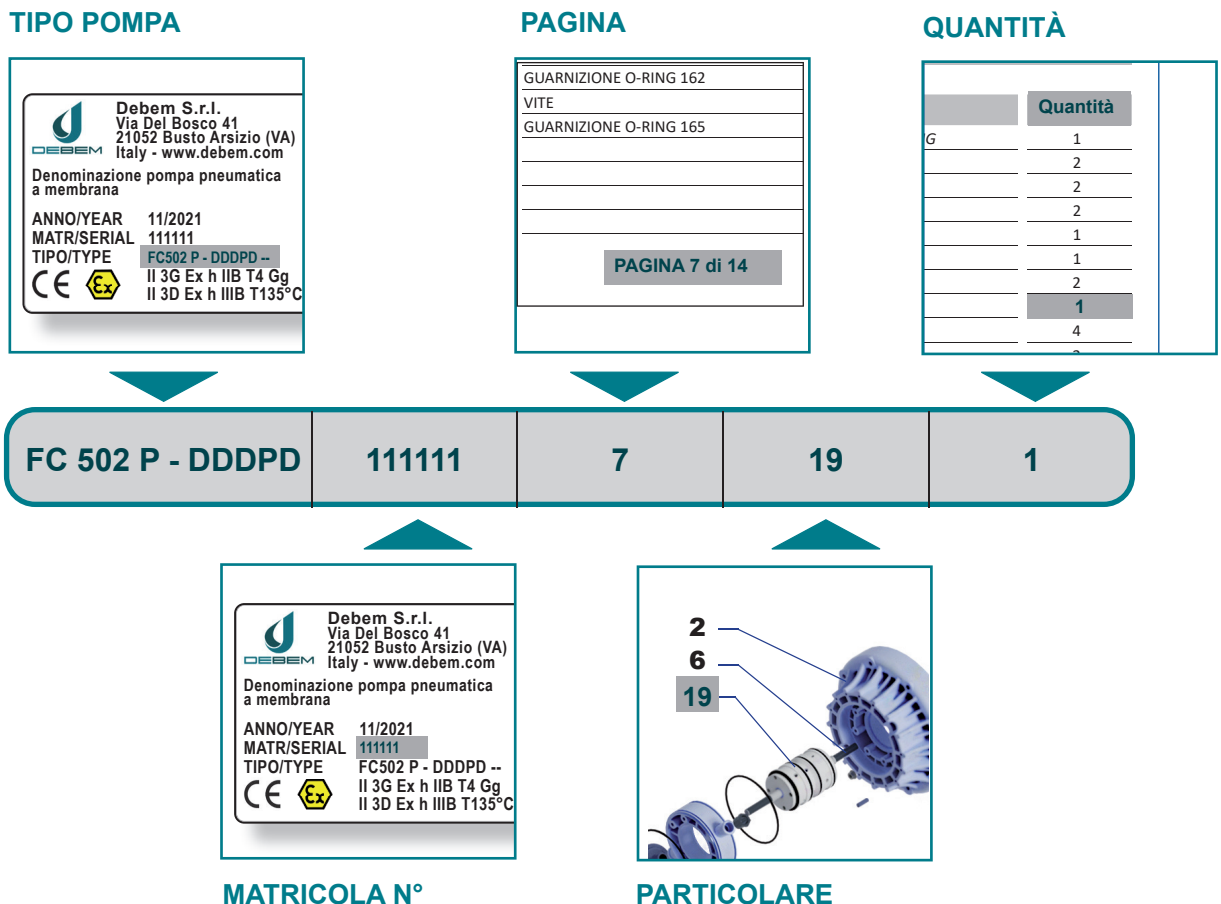 TIPO POMPA
PAGINA
QUANTITÀ
Debem S.r.l.
Via Del Bosco 41
21052 Busto Arsizio (VA)
Italy - www.debem.com
DEBEM
Denominazione pompa pneumatica
a membrana
ANNO/YEAR 11/2021
MATR/SERIAL 111111
TIPO/TYPE FC502 P - DDDPD --
II 3G Ex h IIB T4 Gg
II 3D Ex h IIIB T135°C
CE Ex
GUARNIZIONE O-RING 162
VITE
GUARNIZIONE O-RING 165
PAGINA 7 di 14
Quantità
G 1
2
2
2
1
1
2
1
4
FC 502 P - DDDPD 111111 7 19 1
Debem S.r.l.
Via Del Bosco 41
21052 Busto Arsizio (VA)
Italy - www.debem.com
DEBEM
Denominazione pompa pneumatica
a membrana
ANNO/YEAR 11/2021
MATR/SERIAL 111111
TIPO/TYPE FC502 P - DDDPD --
II 3G Ex h IIB T4 Gg
II 3D Ex h IIIB T135°C
CE Ex
2
6
19
MATRICOLA N°
PARTICOLARE